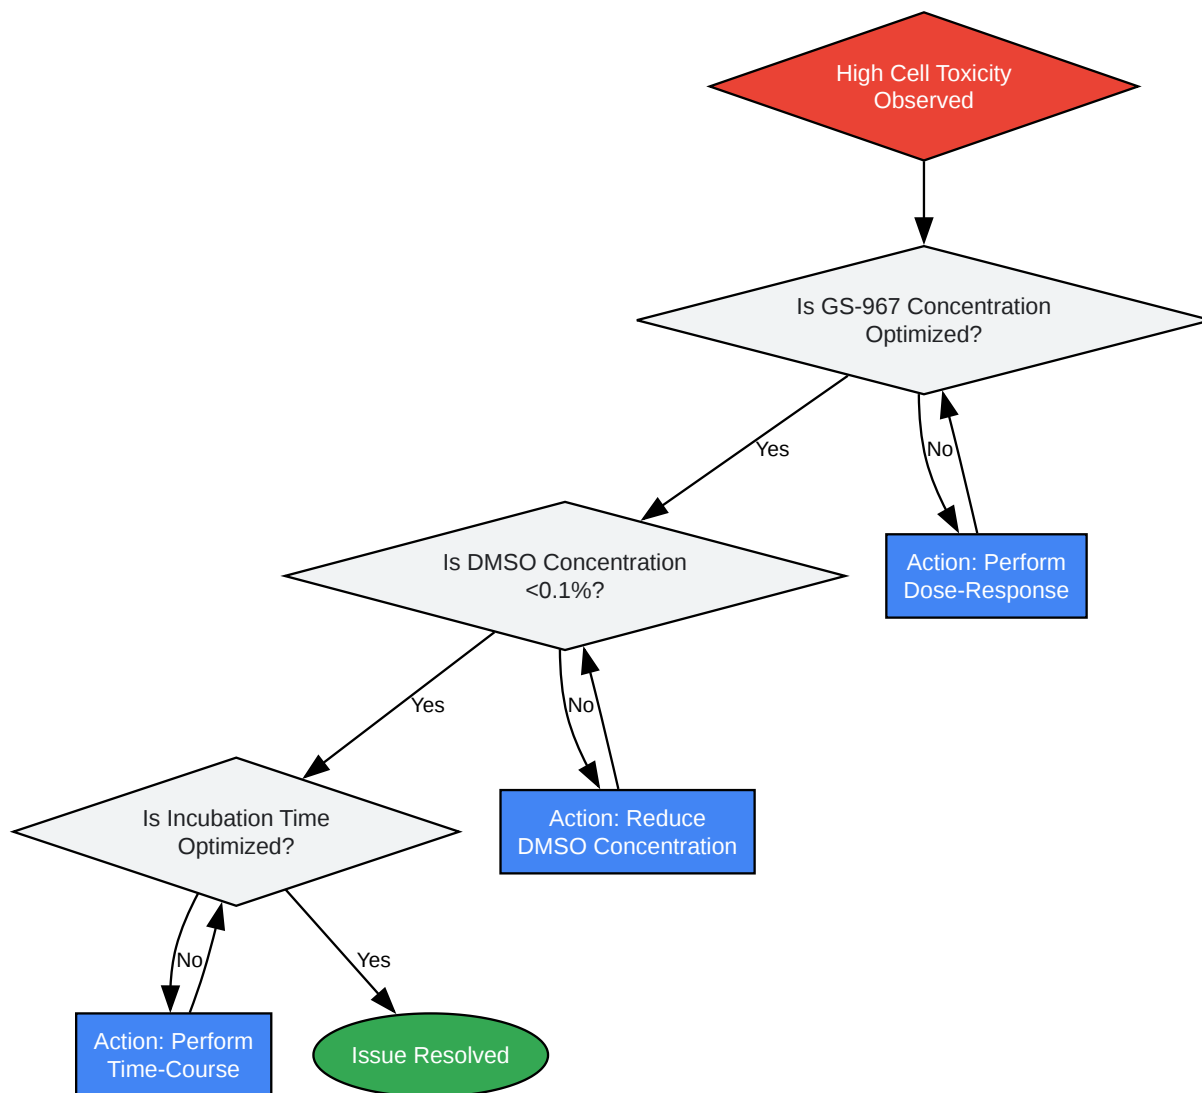 High Cell Toxicity
Observed
Is GS-967 Concentration
Optimized?
Yes
No
Action: Perform
Dose-Response
Is DMSO Concentration
<0.1%?
Yes
No
Action: Reduce
DMSO Concentration
Is Incubation Time
Optimized?
No
Yes
Action: Perform
Time-Course
Issue Resolved